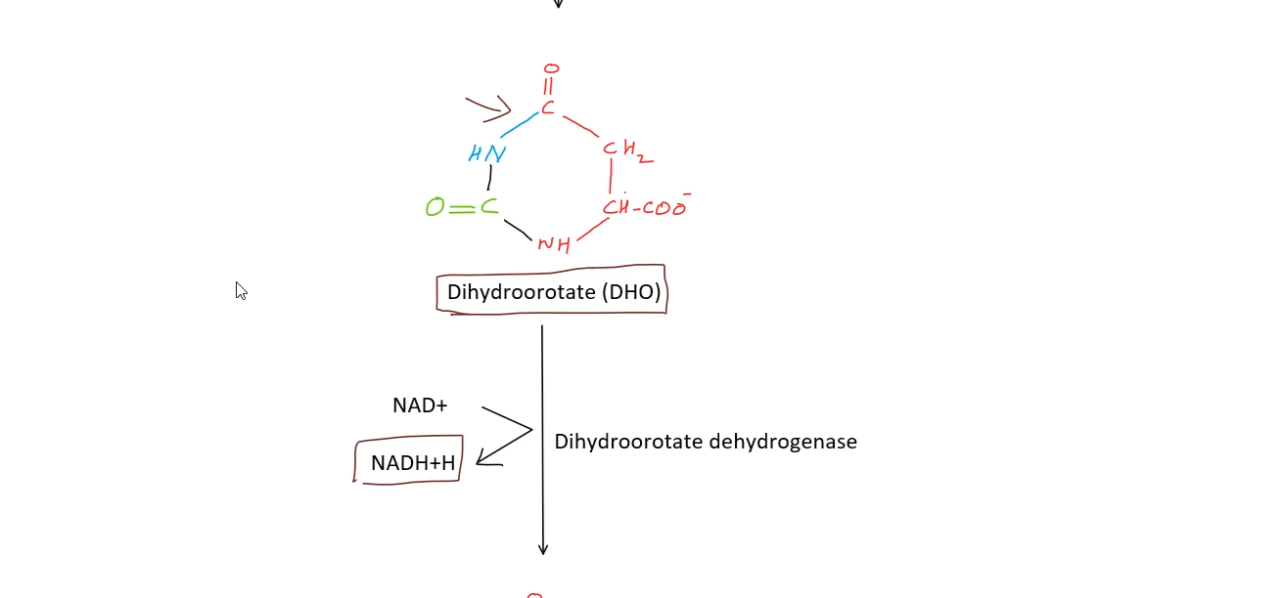 O
C
HN
CH2
O=C
CH-COO-
NH
Dihydroorotate (DHO)
NAD+
Dihydroorotate dehydrogenase
NADH+H